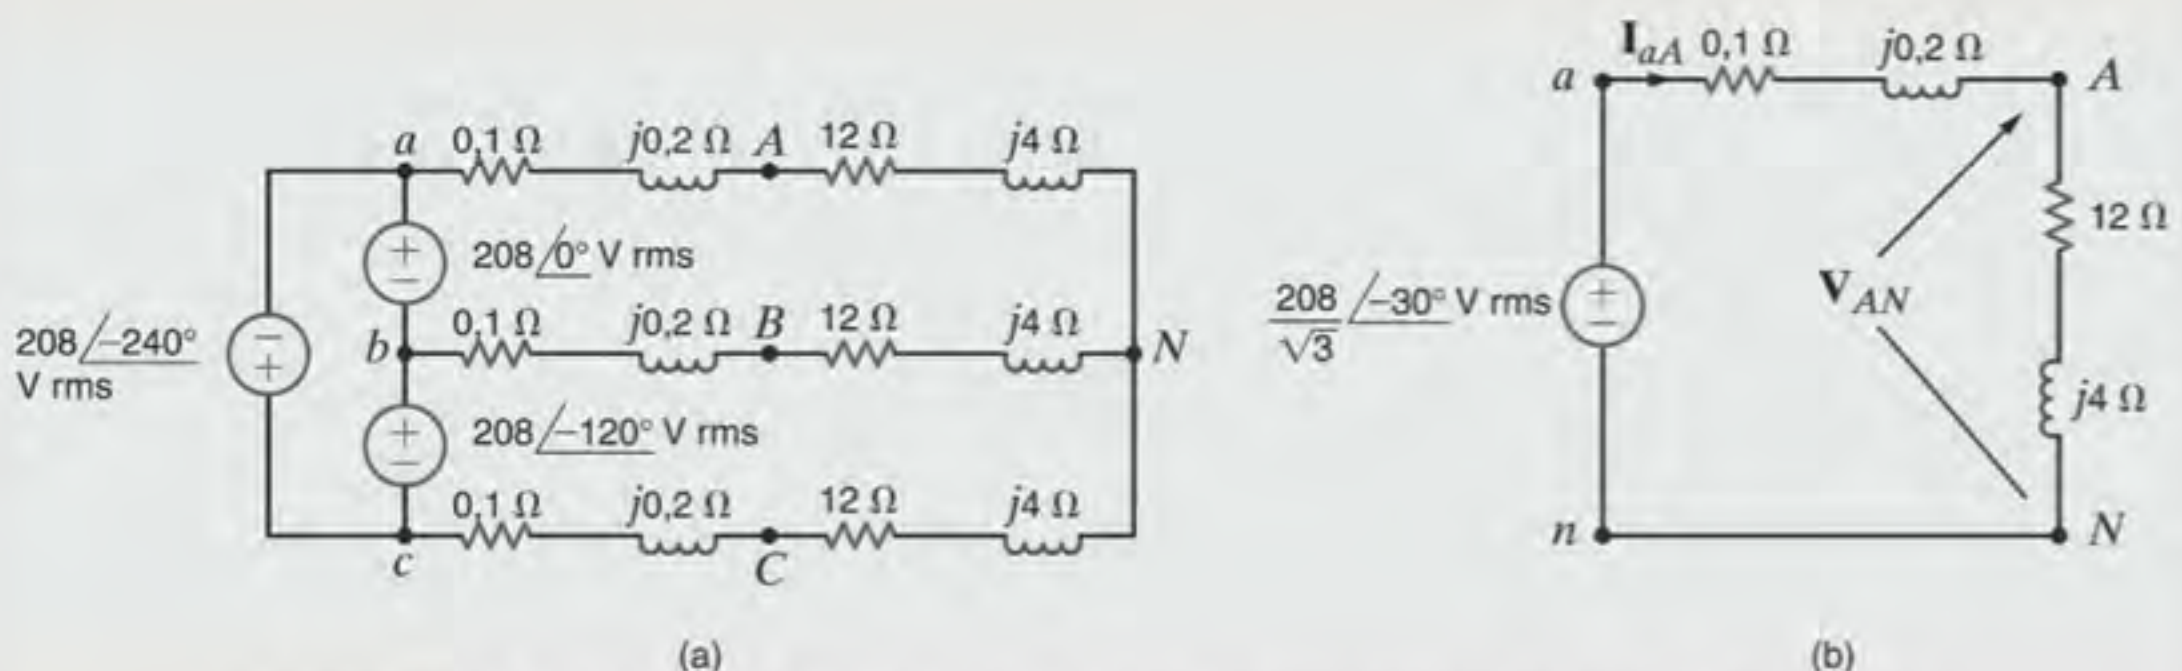 a 0,1 Ω j0,2 Ω A 12 Ω j4 Ω
208/0° V rms
208/–240°
V rms
b 0,1 Ω j0,2 Ω B 12 Ω j4 Ω N
208/–120° V rms
c 0,1 Ω j0,2 Ω C 12 Ω j4 Ω
(a)
I_aA 0,1 Ω j0,2 Ω
a A
12 Ω
208/√3 /–30° V rms
V_AN
j4 Ω
n N
(b)